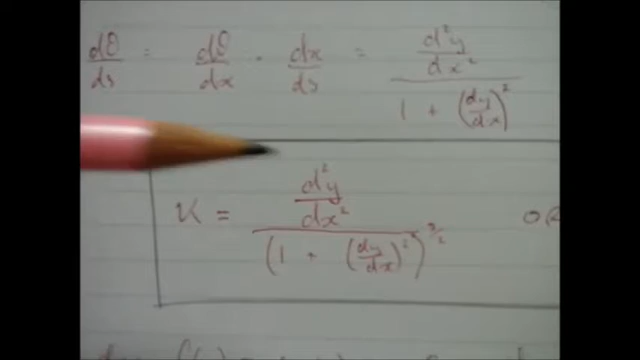 dθ/ds = dθ/dx · dx/ds = (d²y/dx²)/(1 + (dy/dx)²)
K = (d²y/dx²)/(1 + (dy/dx)²)^(3/2) OR